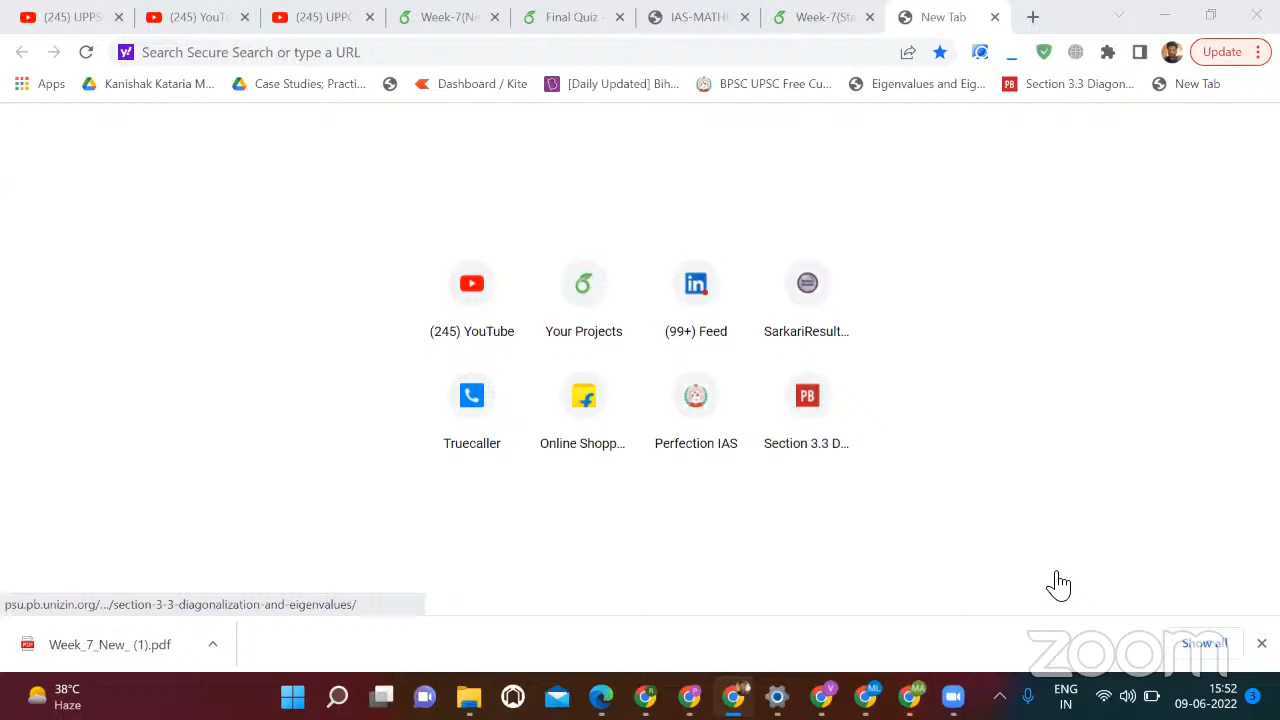 (245) UPPS
(245) YouTu
(245) UPPC
Week-7(Ne
Final Quiz -
IAS-MATHU
Week-7(Sta
New Tab
Search Secure Search or type a URL
Update
Apps
Kanishak Kataria M...
Case Studies; Practi...
Dashboard / Kite
[Daily Updated] Bih...
BPSC UPSC Free Cu...
Eigenvalues and Eig...
Section 3.3 Diagon...
New Tab
(245) YouTube
Your Projects
(99+) Feed
SarkariResult...
Truecaller
Online Shopp...
Perfection IAS
Section 3.3 D...
psu.pb.unizin.org/.../section-3-3-diagonalization-and-eigenvalues/
Week_7_New_ (1).pdf
Show all
zoom
38°C
Haze
ENG
IN
15:52
09-06-2022
3